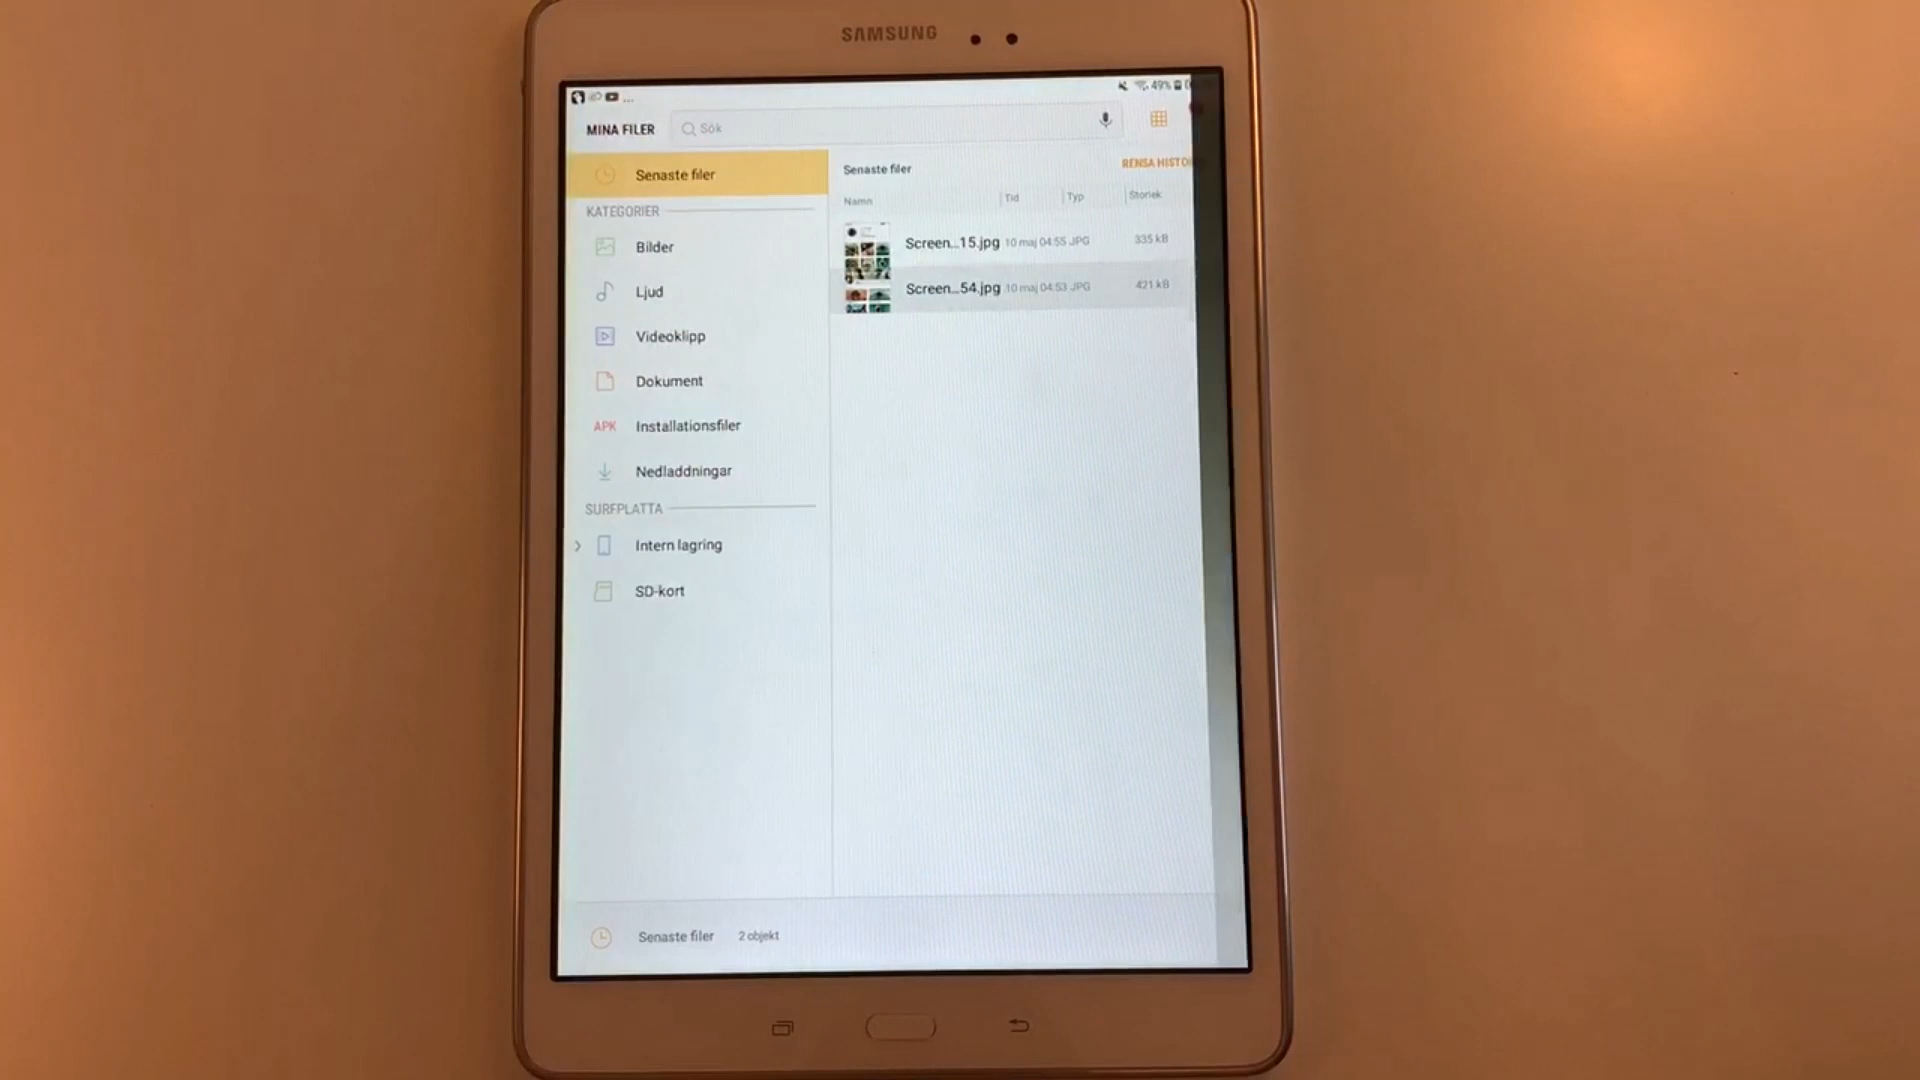 SAMSUNG
... 49%
MINA FILER Sök
Senaste filer
KATEGORIER
Bilder
Ljud
Videoklipp
Dokument
APK Installationsfiler
Nedladdningar
SURFPLATTA
Intern lagring
SD-kort
Senaste filer RENSA HISTO
Namn Tid Typ Storlek
Screen...15.jpg 10 maj 04:55 JPG 335 kB
Screen...54.jpg 10 maj 04:53 JPG 421 kB
Senaste filer 2 objekt